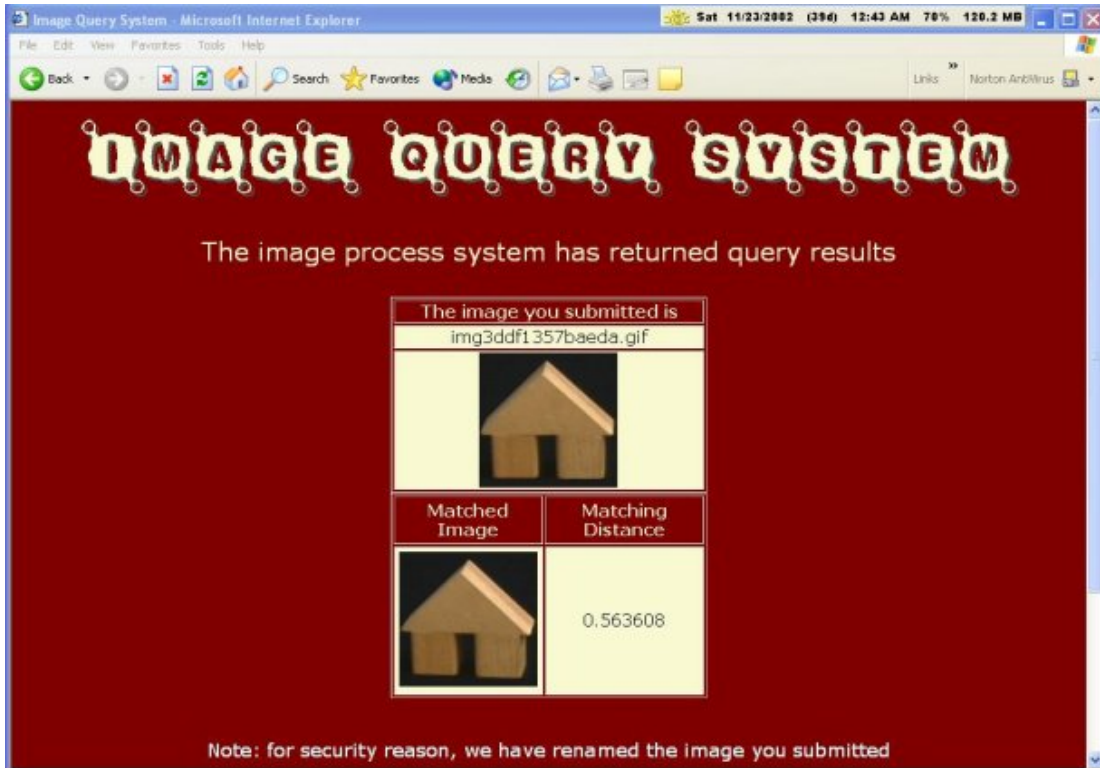 Image Query System - Microsoft Internet Explorer
Sat 11/23/2002 (39d) 12:43 AM 70% 120.2 MB
File Edit View Favorites Tools Help
Back Search Favorites Media Links » Norton AntiVirus
IMAGE QUERY SYSTEM
The image process system has returned query results
The image you submitted is
img3ddf1357baeda.gif
Matched Matching
Image Distance
0.563608
Note: for security reason, we have renamed the image you submitted